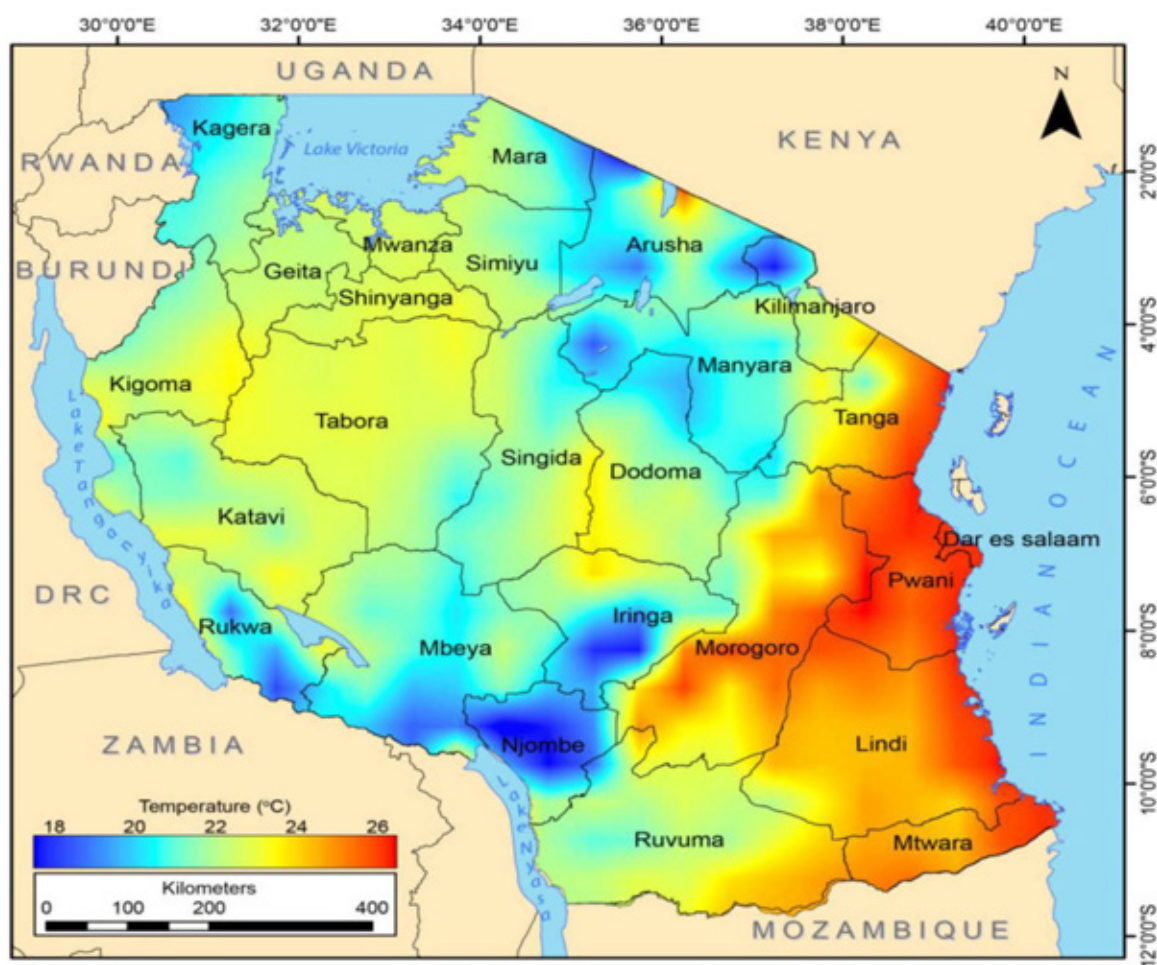 30°0'0"E 32°0'0"E 34°0'0"E 36°0'0"E 38°0'0"E 40°0'0"E
UGANDA
N
KENYA
Kagera
Lake Victoria
RWANDA
Mara
2°0'0"S
Mwanza
Arusha
BURUNDI
Geita
Simiyu
Shinyanga
Kilimanjaro
4°0'0"S
Kigoma
Manyara
Tabora
Tanga
Lake Tanganyika
Singida
Dodoma
6°0'0"S
Katavi
Dar es salaam
INDIAN OCEAN
DRC
Pwani
Rukwa
Iringa
Mbeya
Morogoro
8°0'0"S
ZAMBIA
Njombe
Lindi
Lake Nyasa
10°0'0"S
Temperature (°C)
18 20 22 24 26
Ruvuma
Mtwara
Kilometers
0 100 200 400
MOZAMBIQUE
12°0'0"S